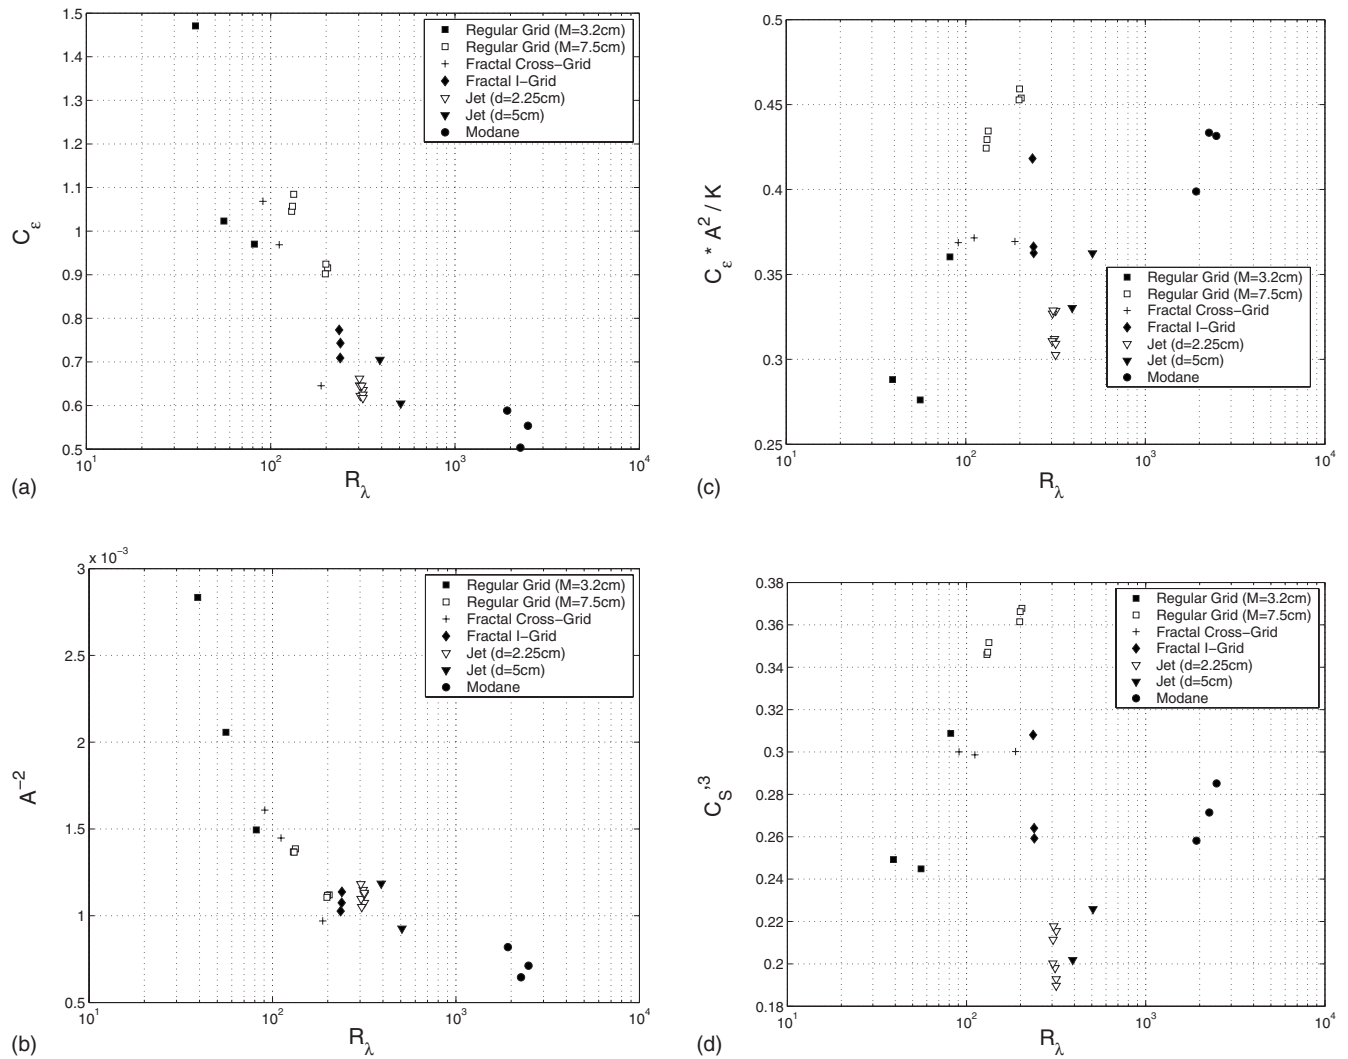 1.5
1.4
1.3
1.2
1.1
1
0.9
0.8
0.7
0.6
0.5
C_ε
Regular Grid (M=3.2cm)
Regular Grid (M=7.5cm)
Fractal Cross−Grid
Fractal I−Grid
Jet (d=2.25cm)
Jet (d=5cm)
Modane
10^1 10^2 10^3 10^4
R_λ
(a)
x 10^−3
3
2.5
2
1.5
1
0.5
A^−2
Regular Grid (M=3.2cm)
Regular Grid (M=7.5cm)
Fractal Cross−Grid
Fractal I−Grid
Jet (d=2.25cm)
Jet (d=5cm)
Modane
10^1 10^2 10^3 10^4
R_λ
(b)
0.5
0.45
0.4
0.35
0.3
0.25
C_ε * A^2 / K
Regular Grid (M=3.2cm)
Regular Grid (M=7.5cm)
Fractal Cross−Grid
Fractal I−Grid
Jet (d=2.25cm)
Jet (d=5cm)
Modane
10^1 10^2 10^3 10^4
R_λ
(c)
0.38
0.36
0.34
0.32
0.3
0.28
0.26
0.24
0.22
0.2
0.18
C_S^'3
Regular Grid (M=3.2cm)
Regular Grid (M=7.5cm)
Fractal Cross−Grid
Fractal I−Grid
Jet (d=2.25cm)
Jet (d=5cm)
Modane
10^1 10^2 10^3 10^4
R_λ
(d)